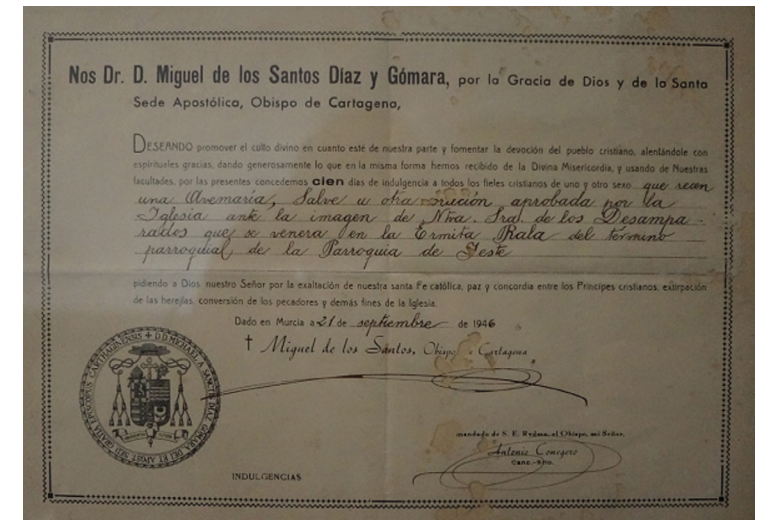 Nos Dr. D. Miguel de los Santos Díaz y Gómara, por la Gracia de Dios y de la Santa
Sede Apostólica, Obispo de Cartagena,
DESEANDO promover el culto divino en cuanto esté de nuestra parte y fomentar la devoción del pueblo cristiano, alentándole con
espirituales gracias, dando generosamente lo que en la misma forma hemos recibido de la Divina Misericordia, y usando de Nuestras
facultades, por las presentes concedemos cien días de indulgencia a todos los fieles cristianos de uno y otro sexo que recen
una Avemaría, Salve u otra oración aprobada por la
Iglesia ante la imagen de Ntra. Sra. de los Desampa-
rados que se venera en la Ermita Rala del término
parroquial de la Parroquia de Yeste
pidiendo a Dios nuestro Señor por la exaltación de nuestra santa Fe católica, paz y concordia entre los Príncipes cristianos, extirpación
de las herejías, conversión de los pecadores y demás fines de la Iglesia.
Dado en Murcia a 21 de septiembre de 1946
† Miguel de los Santos, Obispo de Cartagena
mandado de S. E. Rvdma. el Obispo, mi Señor,
Antonio Conegero
Canc.-srio.
INDULGENCIAS